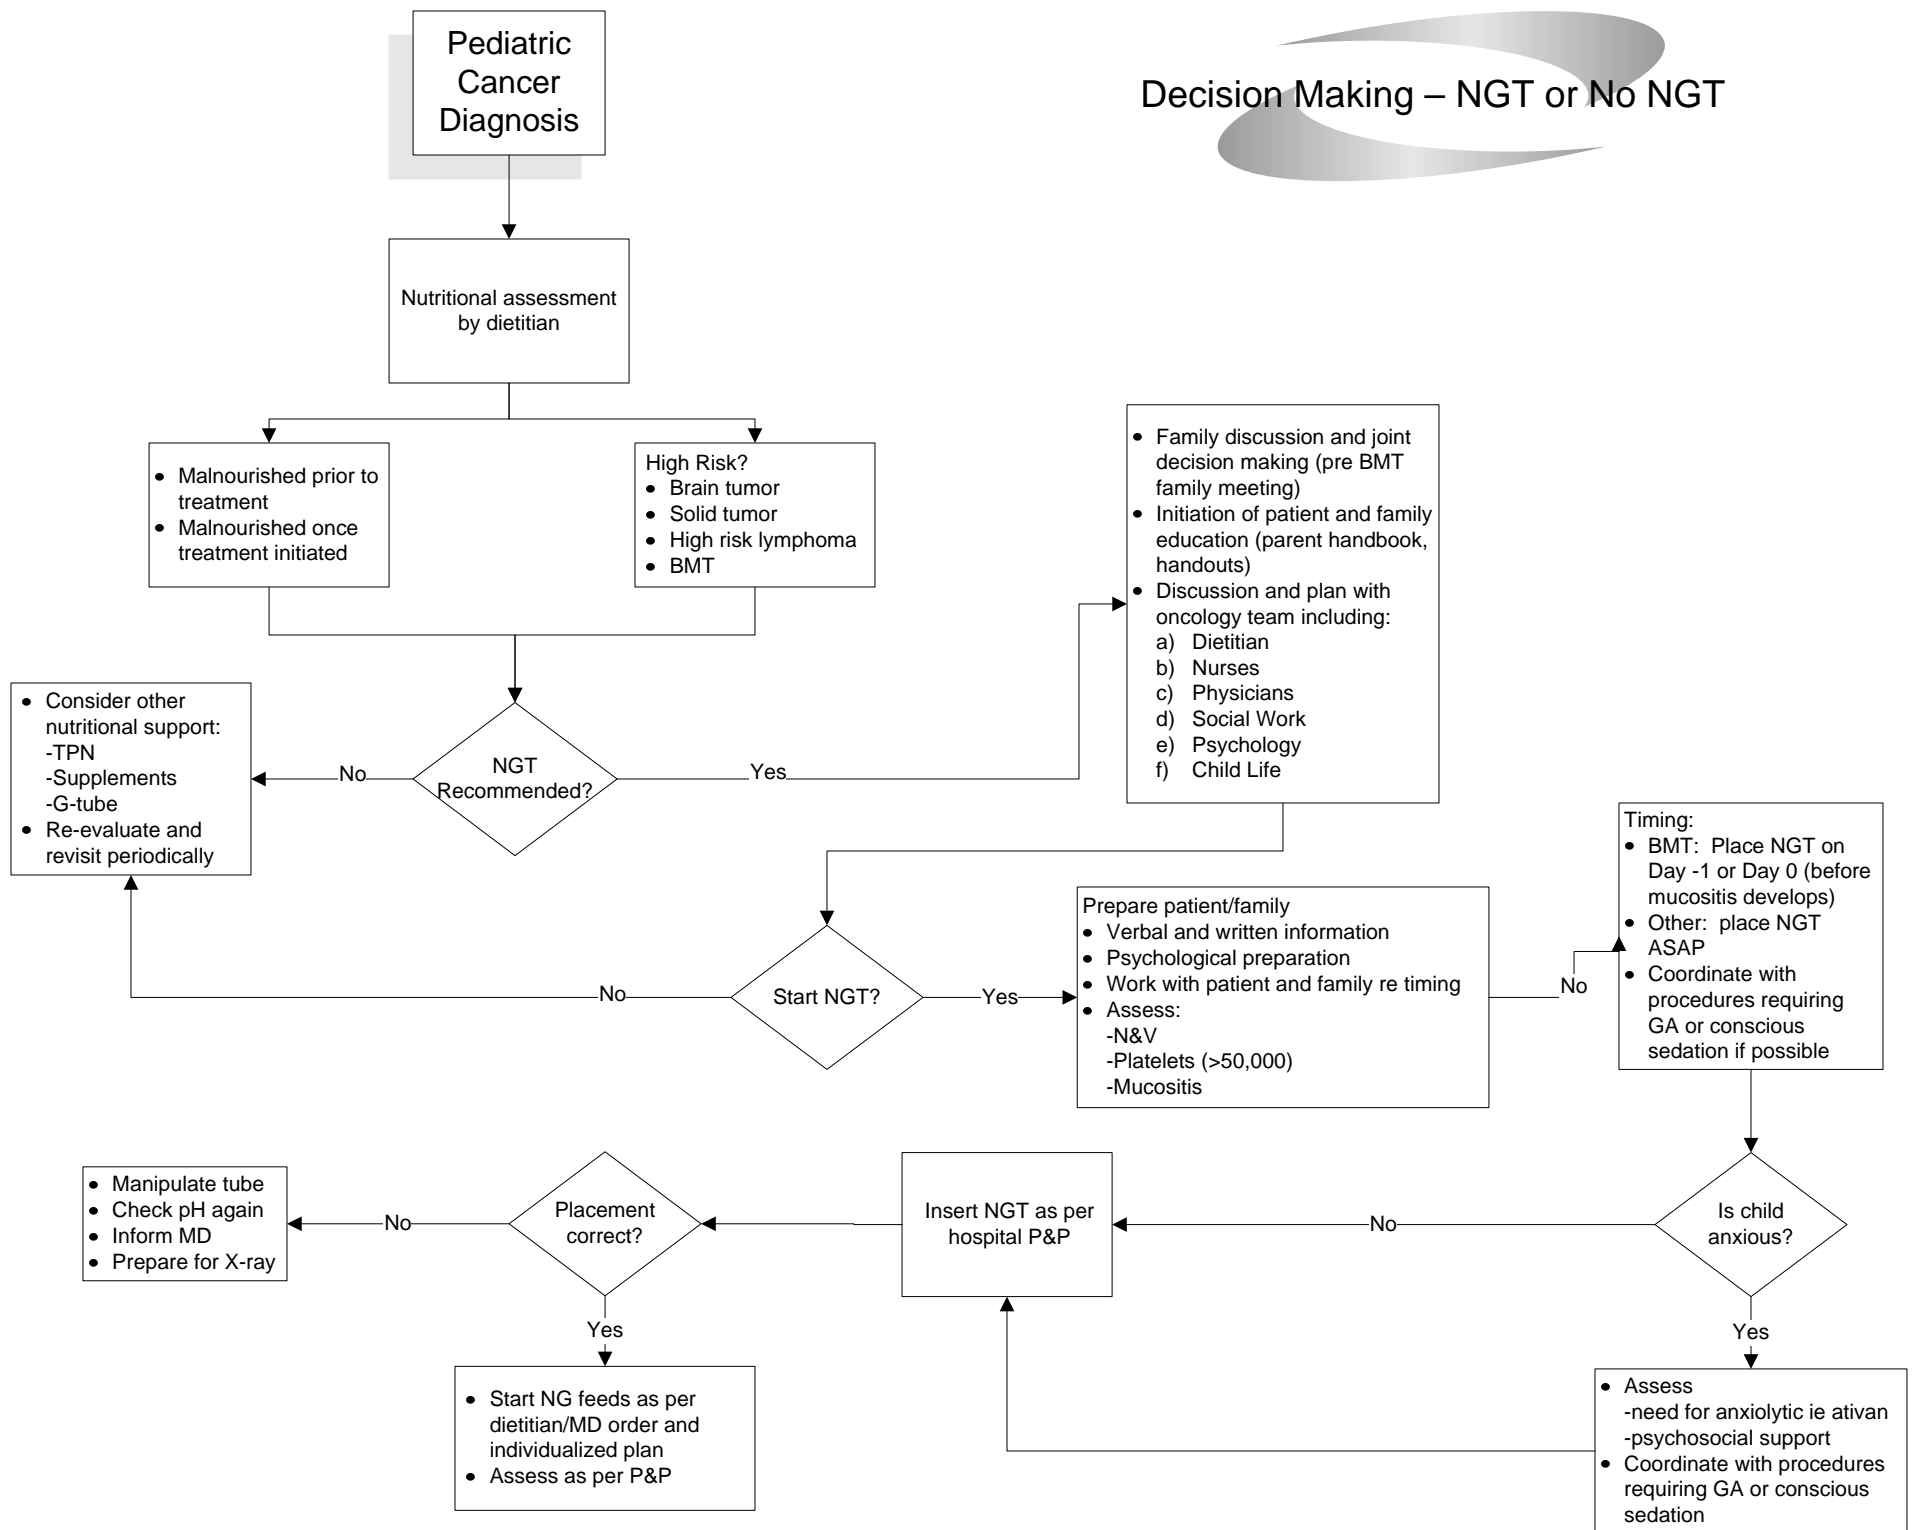 Pediatric
Cancer
Diagnosis
Decision Making – NGT or No NGT
Nutritional assessment
by dietitian
• Malnourished prior to
treatment
• Malnourished once
treatment initiated
High Risk?
• Brain tumor
• Solid tumor
• High risk lymphoma
• BMT
• Family discussion and joint
decision making (pre BMT
family meeting)
• Initiation of patient and family
education (parent handbook,
handouts)
• Discussion and plan with
oncology team including:
a) Dietitian
b) Nurses
c) Physicians
d) Social Work
e) Psychology
f) Child Life
• Consider other
nutritional support:
-TPN
-Supplements
-G-tube
• Re-evaluate and
revisit periodically
No
NGT
Recommended?
Yes
Timing:
• BMT: Place NGT on
Day -1 or Day 0 (before
mucositis develops)
• Other: place NGT
ASAP
• Coordinate with
procedures requiring
GA or conscious
sedation if possible
No
Start NGT?
Yes
Prepare patient/family
• Verbal and written information
• Psychological preparation
• Work with patient and family re timing
• Assess:
-N&V
-Platelets (>50,000)
-Mucositis
No
• Manipulate tube
• Check pH again
• Inform MD
• Prepare for X-ray
No
Placement
correct?
Insert NGT as per
hospital P&P
No
Is child
anxious?
Yes
Yes
• Start NG feeds as per
dietitian/MD order and
individualized plan
• Assess as per P&P
• Assess
-need for anxiolytic ie ativan
-psychosocial support
• Coordinate with procedures
requiring GA or conscious
sedation